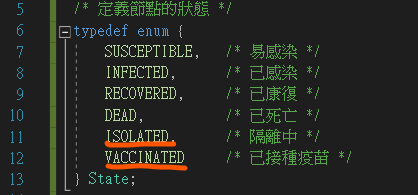 5 /* 定義節點的狀態 */
6 typedef enum {
7 SUSCEPTIBLE, /* 易感染 */
8 INFECTED, /* 已感染 */
9 RECOVERED, /* 已康復 */
10 DEAD, /* 已死亡 */
11 ISOLATED, /* 隔離中 */
12 VACCINATED /* 已接種疫苗 */
13 } State;